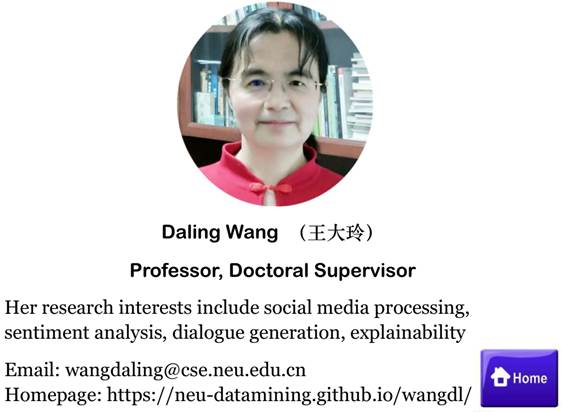 Daling Wang （王大玲）
Professor, Doctoral Supervisor
Her research interests include social media processing,
sentiment analysis, dialogue generation, explainability
Email: wangdaling@cse.neu.edu.cn
Homepage: https://neu-datamining.github.io/wangdl/
Home